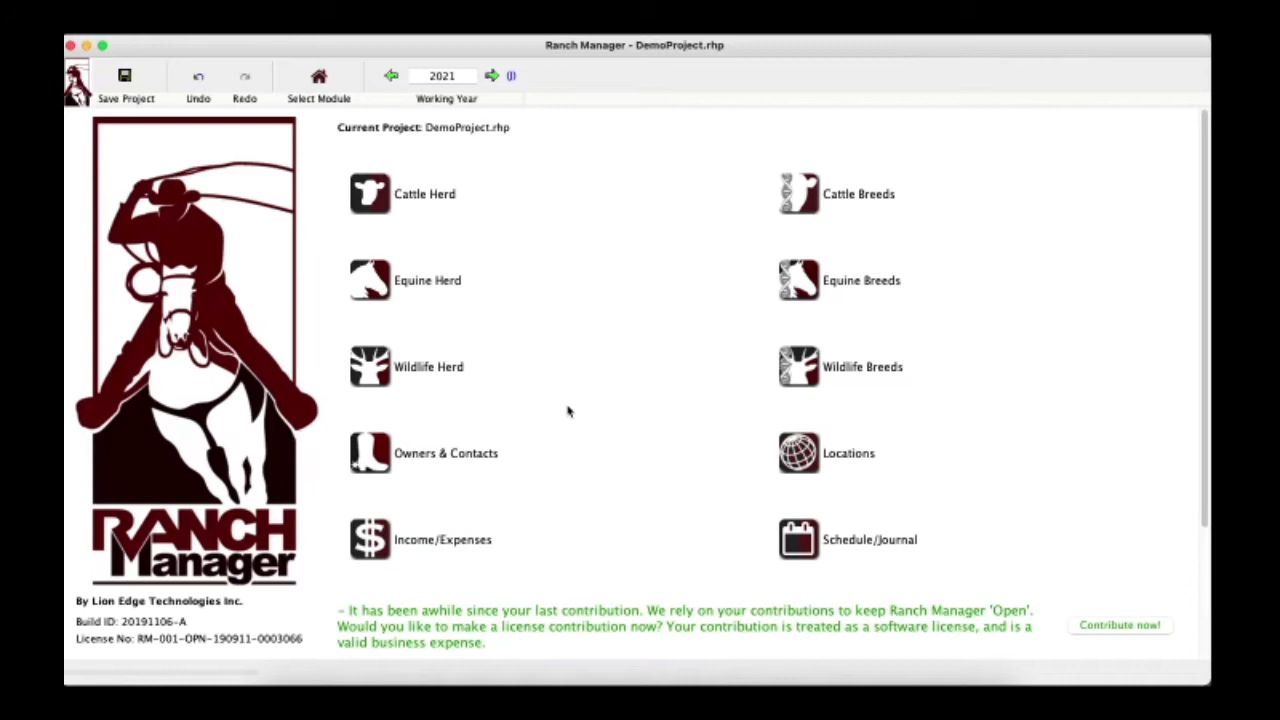 Ranch Manager - DemoProject.rhp
2021
Save Project Undo Redo Select Module Working Year
Current Project: DemoProject.rhp
Cattle Herd Cattle Breeds
Equine Herd Equine Breeds
Wildlife Herd Wildlife Breeds
Owners & Contacts Locations
Income/Expenses Schedule/Journal
RANCH
Manager
By Lion Edge Technologies Inc.
Build ID: 20191106-A
License No: RM-001-OPN-190911-0003066
- It has been awhile since your last contribution. We rely on your contributions to keep Ranch Manager 'Open'.
Would you like to make a license contribution now? Your contribution is treated as a software license, and is a
valid business expense.
Contribute now!